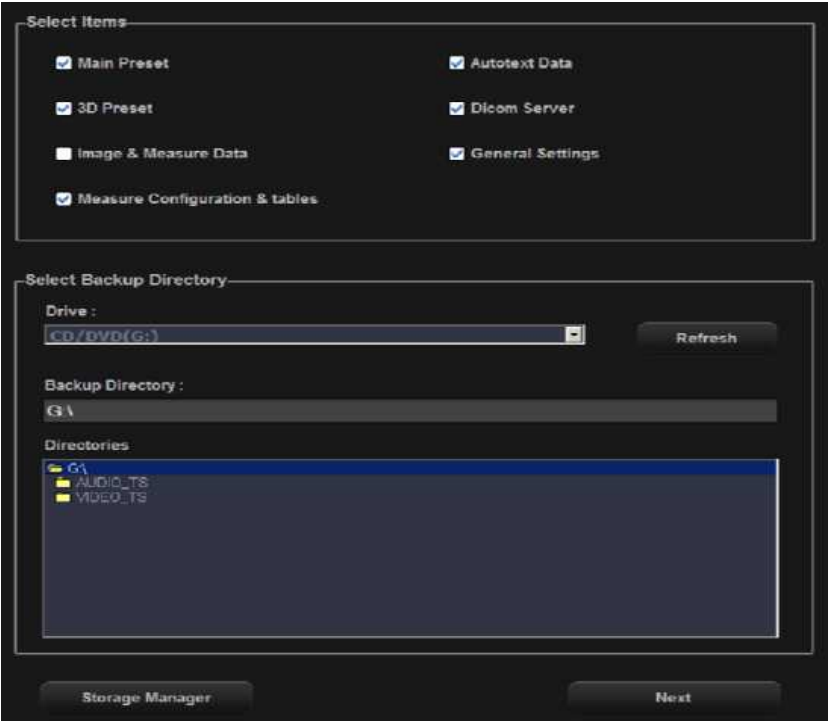 Select Items
Main Preset
Autotext Data
3D Preset
Dicom Server
Image & Measure Data
General Settings
Measure Configuration & tables
Select Backup Directory
Drive :
CD/DVD(G:)
Refresh
Backup Directory :
G:\
Directories
G:\
AUDIO_TS
VIDEO_TS
Storage Manager
Next